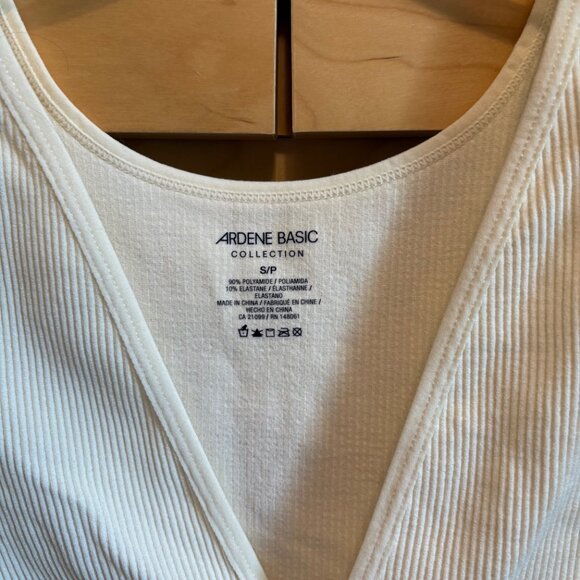 ARDENE BASIC
COLLECTION
S/P
90% POLYAMIDE / POLIAMIDA
10% ELASTANE / ÉLASTHANNE /
ELASTANO
MADE IN CHINA / FABRIQUÉ EN CHINE /
HECHO EN CHINA
CA 21099 / RN 148061